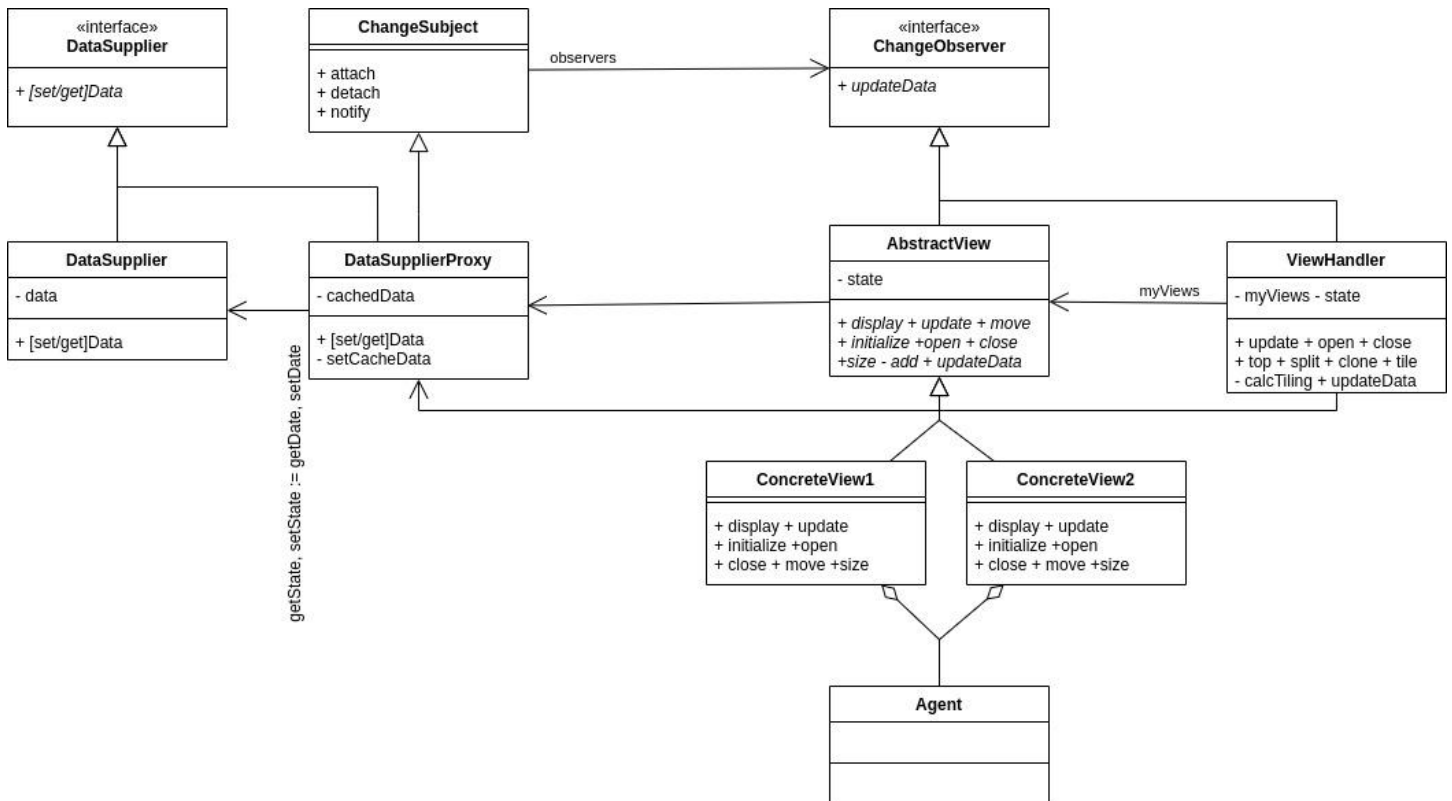 «interface»
DataSupplier
+ [set/get]Data
ChangeSubject
+ attach
+ detach
+ notify
observers
«interface»
ChangeObserver
+ updateData
DataSupplier
- data
+ [set/get]Data
DataSupplierProxy
- cachedData
+ [set/get]Data
- setCacheData
AbstractView
- state
+ display + update + move
+ initialize +open + close
+size - add + updateData
myViews
ViewHandler
- myViews - state
+ update + open + close
+ top + split + clone + tile
- calcTiling + updateData
getState, setState := getDate, setDate
ConcreteView1
+ display + update
+ initialize +open
+ close + move +size
ConcreteView2
+ display + update
+ initialize +open
+ close + move +size
Agent